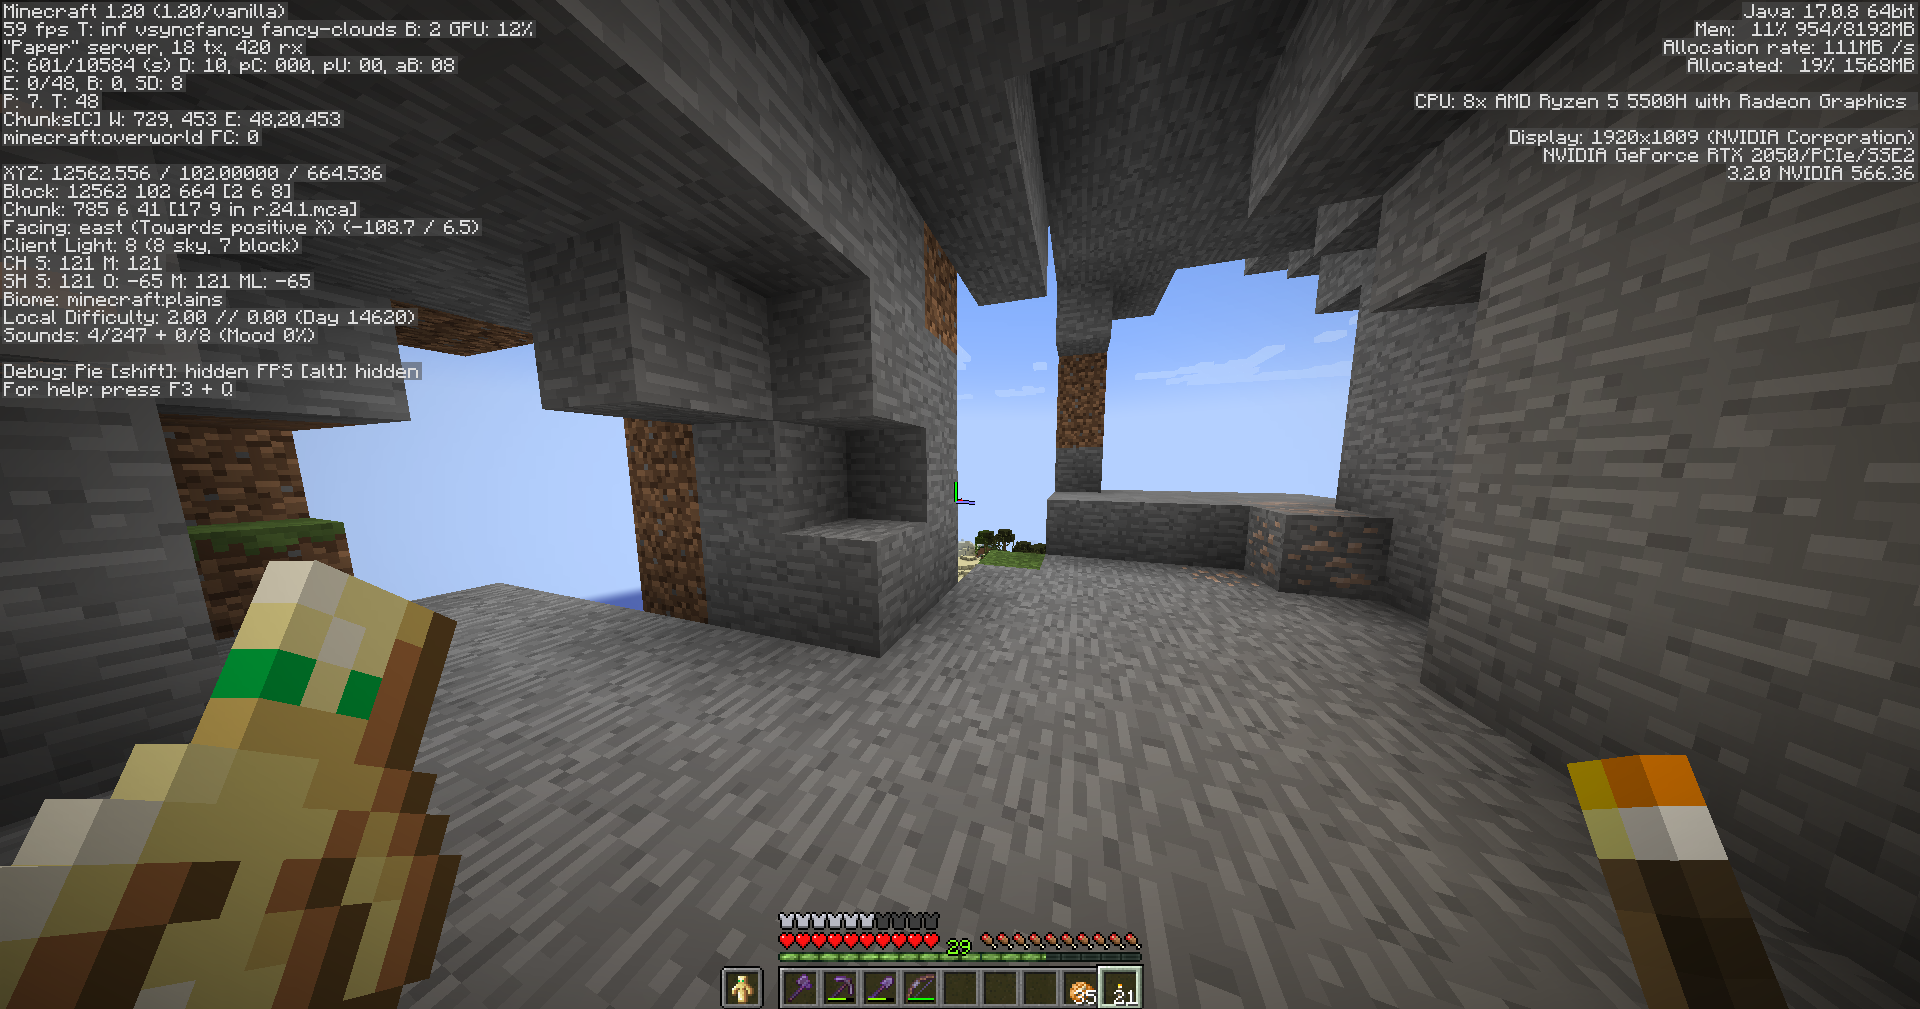 Minecraft 1.20 (1.20/vanilla)
59 fps T: inf vsyncfancy fancy-clouds B: 2 GPU: 12%
"Paper" server, 18 tx, 420 rx
C: 601/10584 (s) D: 10, pC: 000, pU: 00, aB: 08
E: 0/48, B: 0, SD: 8
P: 7. T: 48
Chunks[C] W: 729, 453 E: 48,20,453
minecraft:overworld FC: 0
XYZ: 12562.556 / 102.00000 / 664.536
Block: 12562 102 664 [2 6 8]
Chunk: 785 6 41 [17 9 in r.24.1.mca]
Facing: east (Towards positive X) (-108.7 / 6.5)
Client Light: 8 (8 sky, 7 block)
CH S: 121 M: 121
SH S: 121 O: -65 M: 121 ML: -65
Biome: minecraft:plains
Local Difficulty: 2.00 // 0.00 (Day 14620)
Sounds: 4/247 + 0/8 (Mood 0%)
Debug: Pie [shift]: hidden FPS [alt]: hidden
For help: press F3 + Q
Java: 17.0.8 64bit
Mem: 11% 954/8192MB
Allocation rate: 111MB /s
Allocated: 19% 1568MB
CPU: 8x AMD Ryzen 5 5500H with Radeon Graphics
Display: 1920x1009 (NVIDIA Corporation)
NVIDIA GeForce RTX 2050/PCIe/SSE2
3.2.0 NVIDIA 566.36
29
35
21